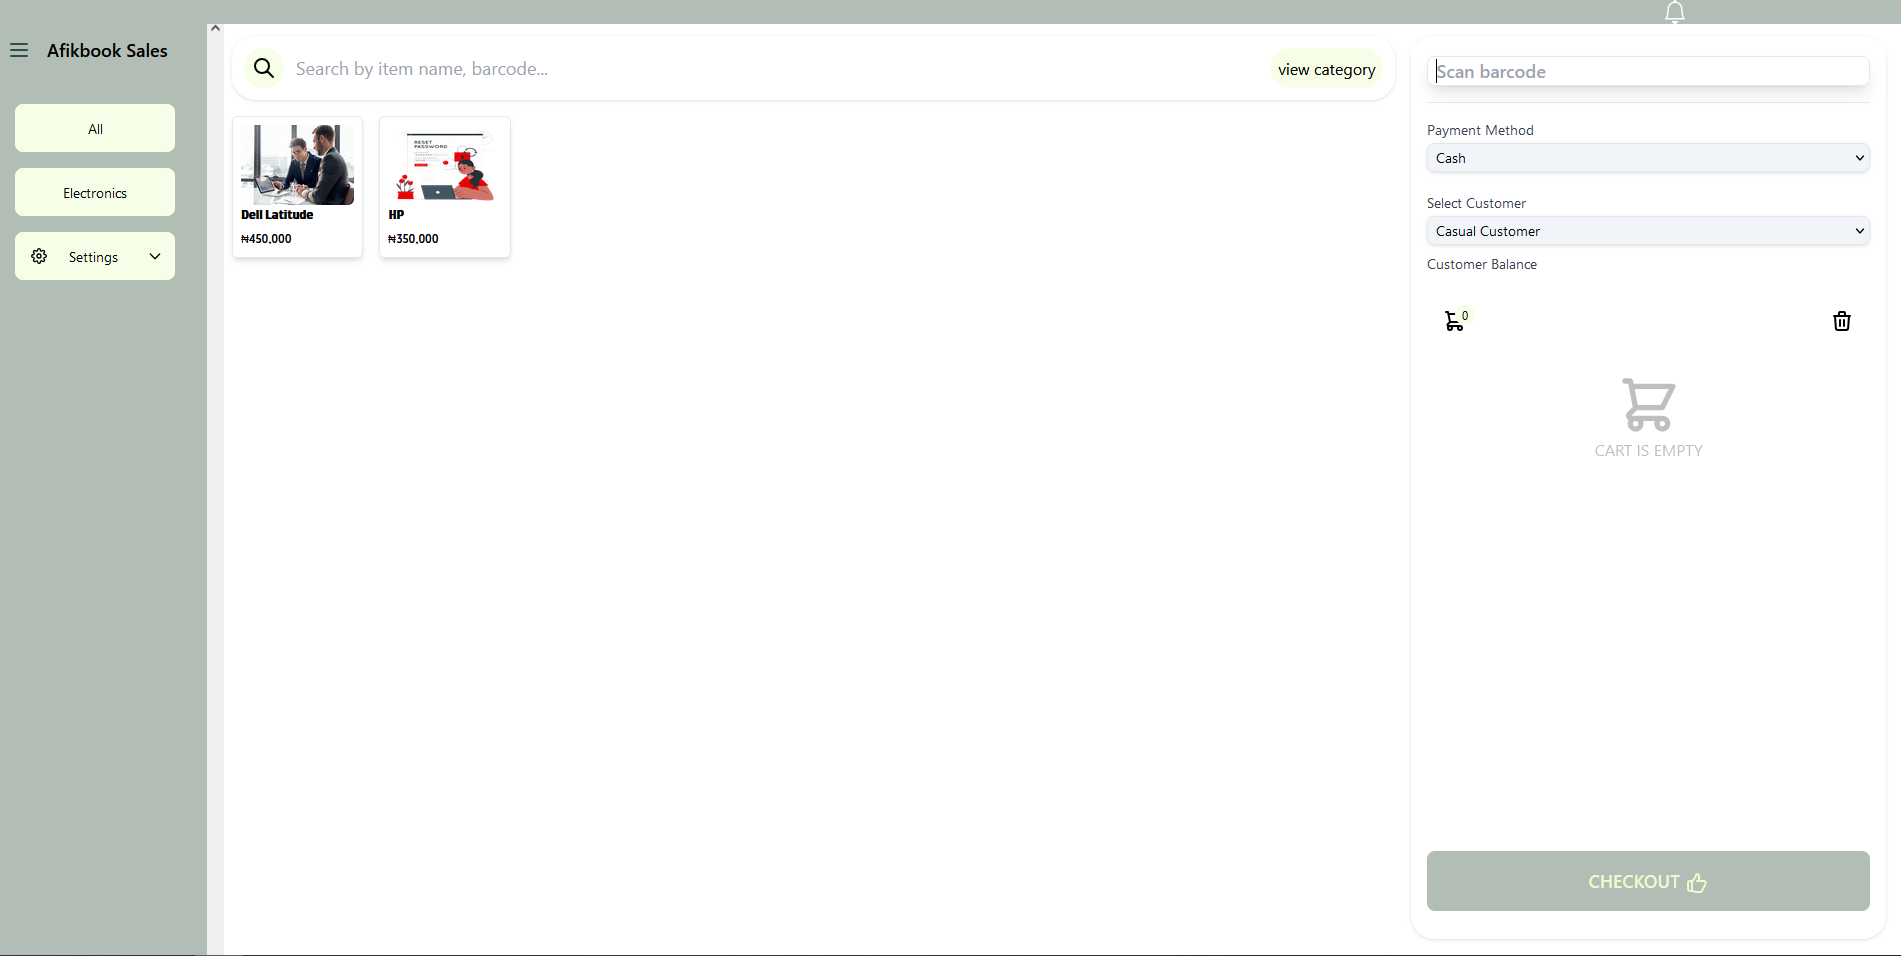 Afikbook Sales
All
Electronics
Settings
Search by item name, barcode...
view category
RESET
PASSWORD
Dell Latitude
₦450,000
HP
₦350,000
Scan barcode
Payment Method
Cash
Select Customer
Casual Customer
Customer Balance
0
CART IS EMPTY
CHECKOUT